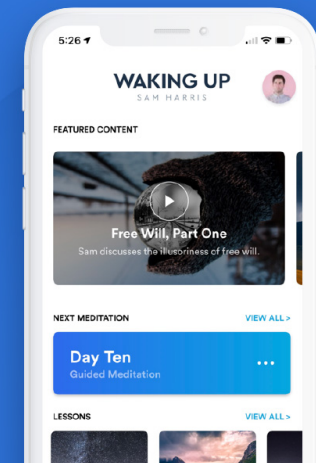 5:26
WAKING UP
SAM HARRIS
FEATURED CONTENT
Free Will, Part One
Sam discusses the illusoriness of free will.
NEXT MEDITATION
VIEW ALL >
Day Ten
Guided Meditation
LESSONS
VIEW ALL >